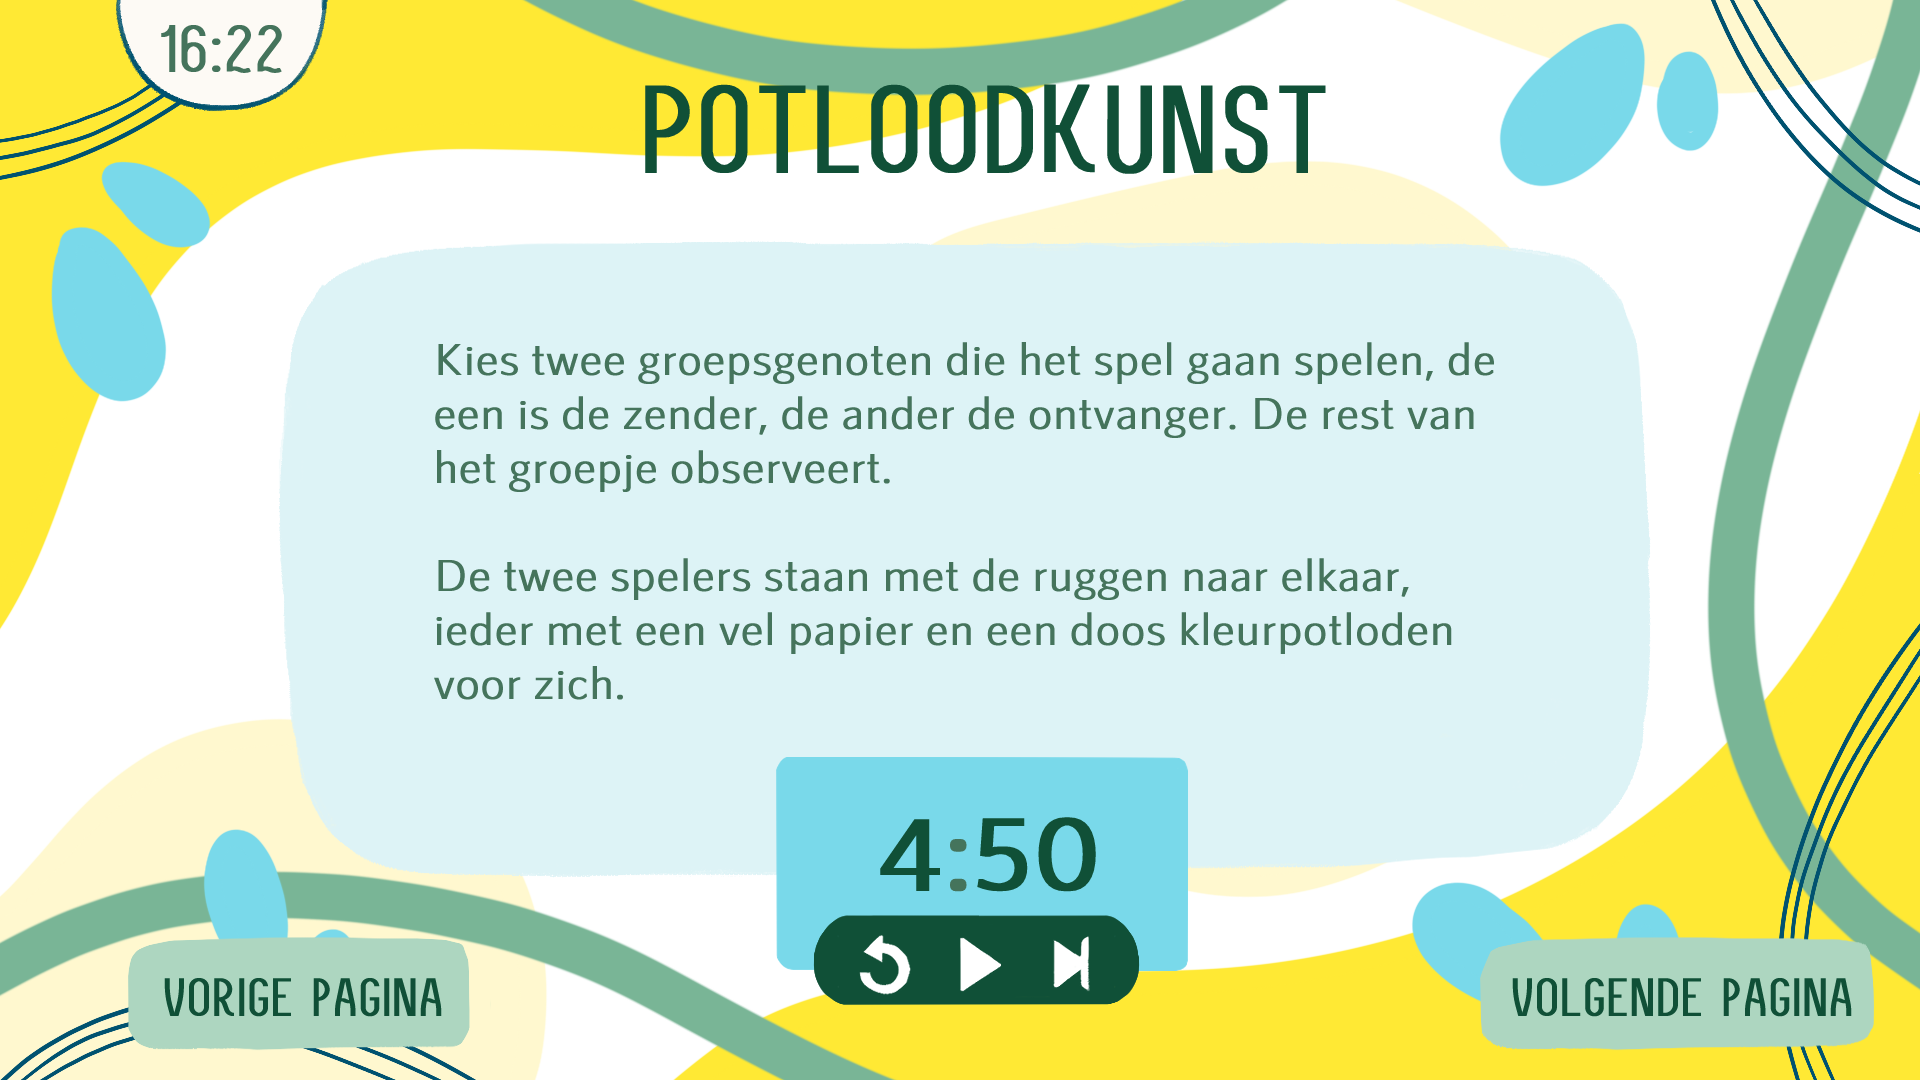 16:22
POTLOODKUNST
Kies twee groepsgenoten die het spel gaan spelen, de
een is de zender, de ander de ontvanger. De rest van
het groepje observeert.
De twee spelers staan met de ruggen naar elkaar,
ieder met een vel papier en een doos kleurpotloden
voor zich.
4:50
VORIGE PAGINA
VOLGENDE PAGINA